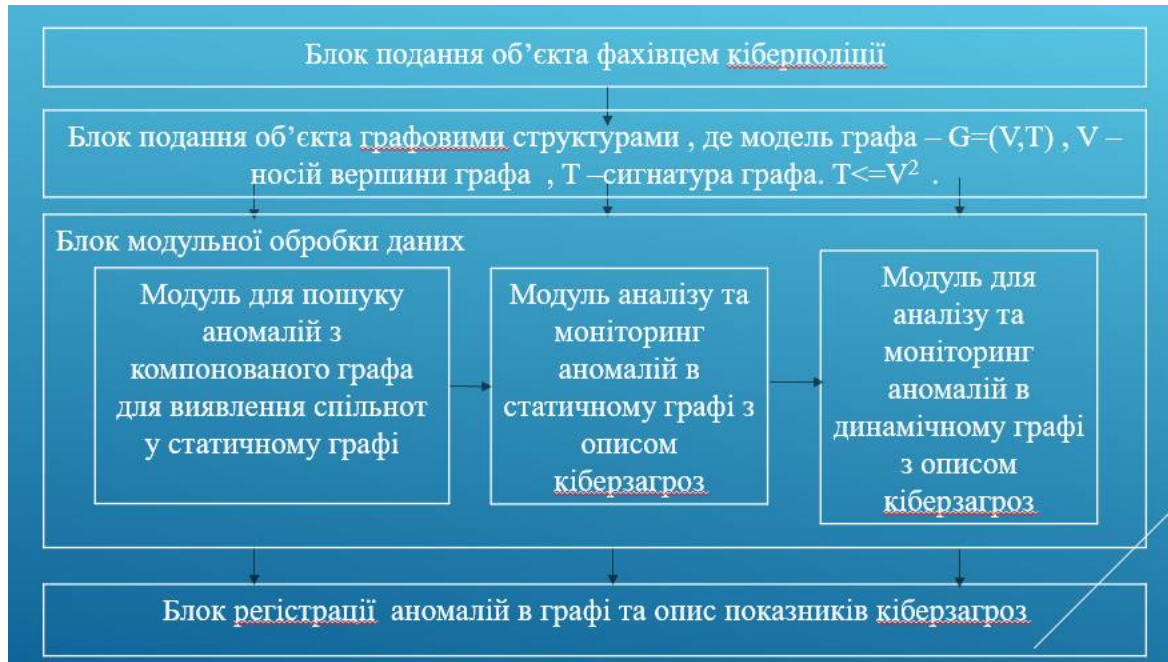 Блок подання об’єкта фахівцем кіберполіції
Блок подання об’єкта графовими структурами , де модель графа – G=(V,T) , V –
носій вершини графа , T –сигнатура графа. T<=V² .
Блок модульної обробки даних
Модуль для пошуку
аномалій з
компонованого графа
для виявлення спільнот
у статичному графі
Модуль аналізу та
моніторинг
аномалій в
статичному графі з
описом
кіберзагроз
Модуль для
аналізу та
моніторинг
аномалій в
динамічному графі
з описом
кіберзагроз
Блок регістрації аномалій в графі та опис показників кіберзагроз